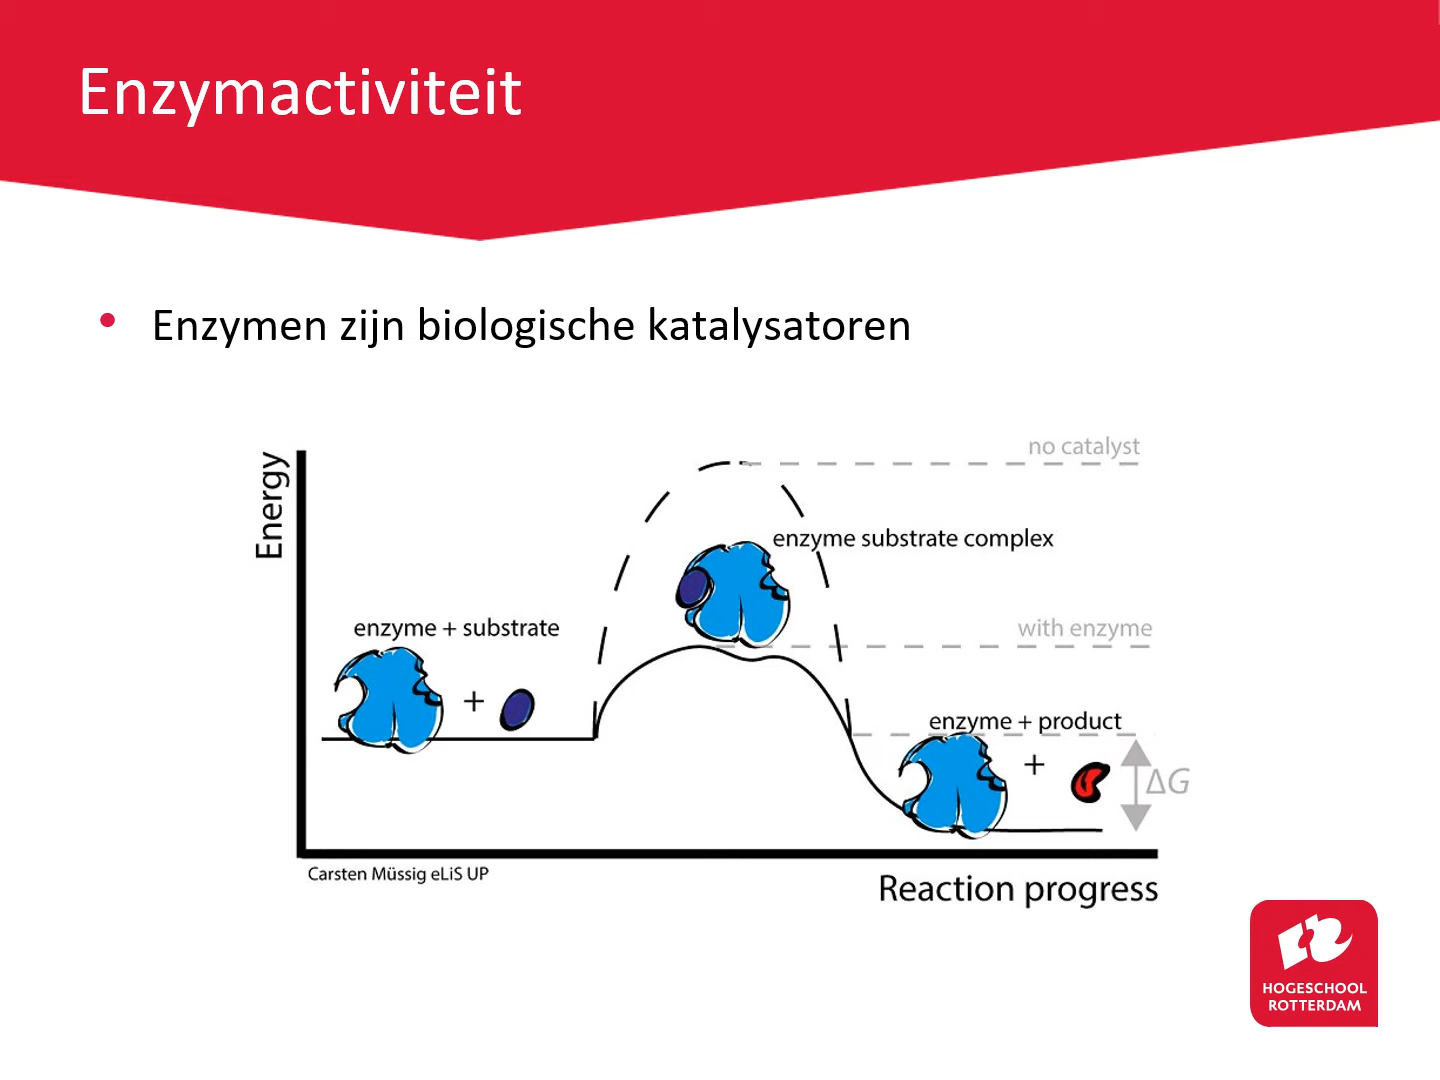 Enzymactiviteit
• Enzymen zijn biologische katalysatoren
Energy
no catalyst
enzyme substrate complex
enzyme + substrate
with enzyme
+
enzyme + product
+
ΔG
Carsten Müssig eLiS UP
Reaction progress
HOGESCHOOL
ROTTERDAM